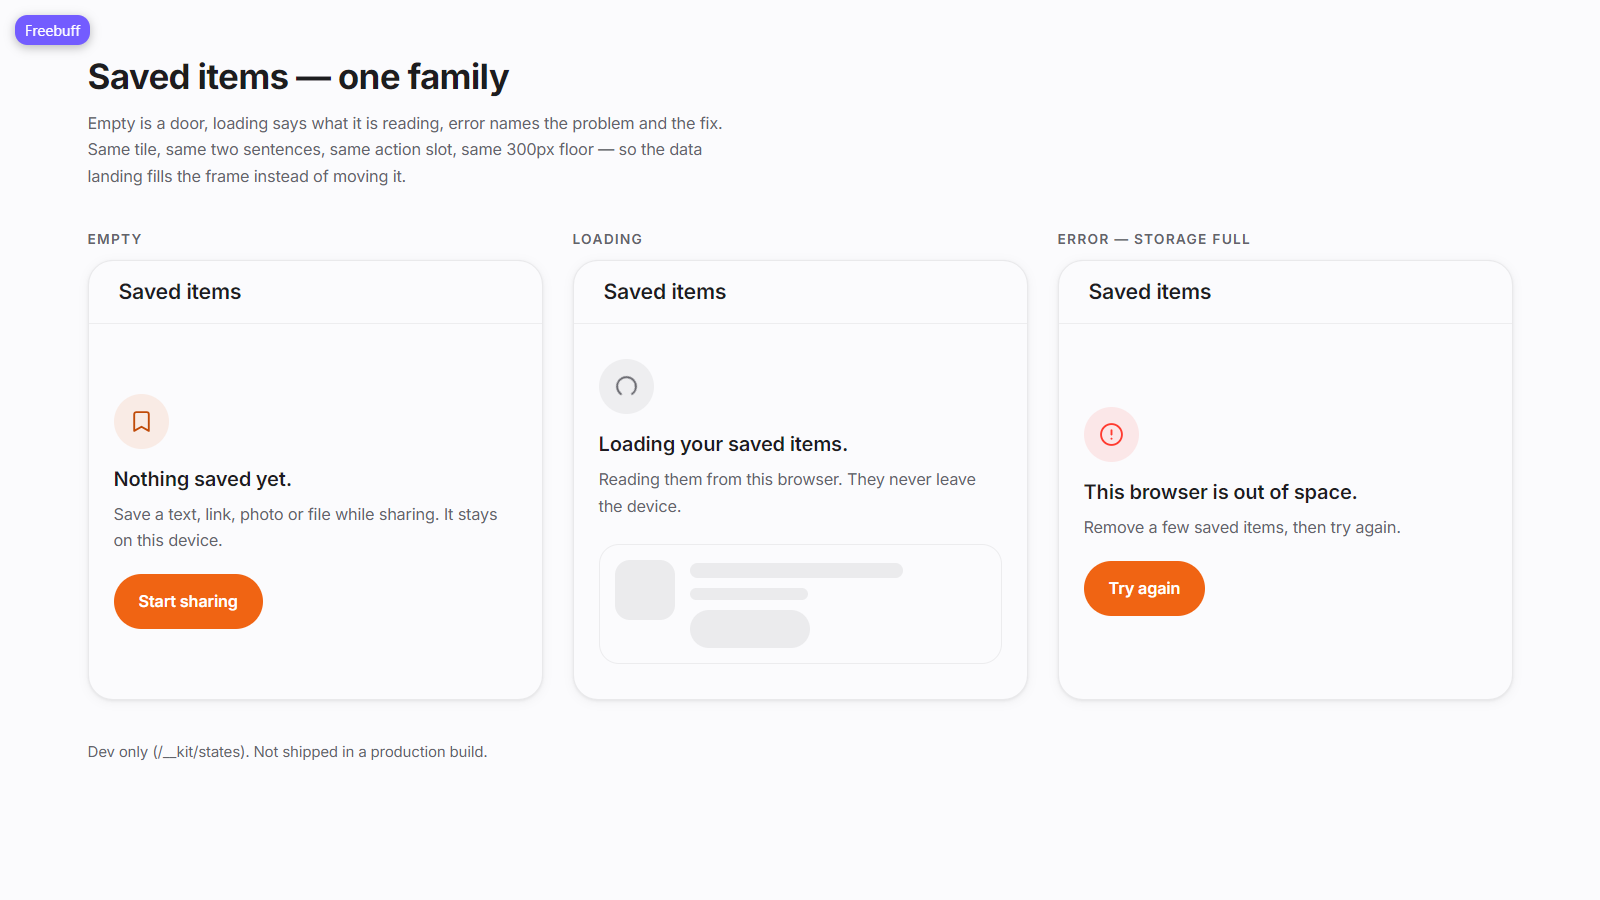 Freebuff
Saved items — one family
Empty is a door, loading says what it is reading, error names the problem and the fix.
Same tile, same two sentences, same action slot, same 300px floor — so the data
landing fills the frame instead of moving it.
EMPTY
Saved items
Nothing saved yet.
Save a text, link, photo or file while sharing. It stays
on this device.
Start sharing
LOADING
Saved items
Loading your saved items.
Reading them from this browser. They never leave
the device.
ERROR — STORAGE FULL
Saved items
This browser is out of space.
Remove a few saved items, then try again.
Try again
Dev only (/__kit/states). Not shipped in a production build.